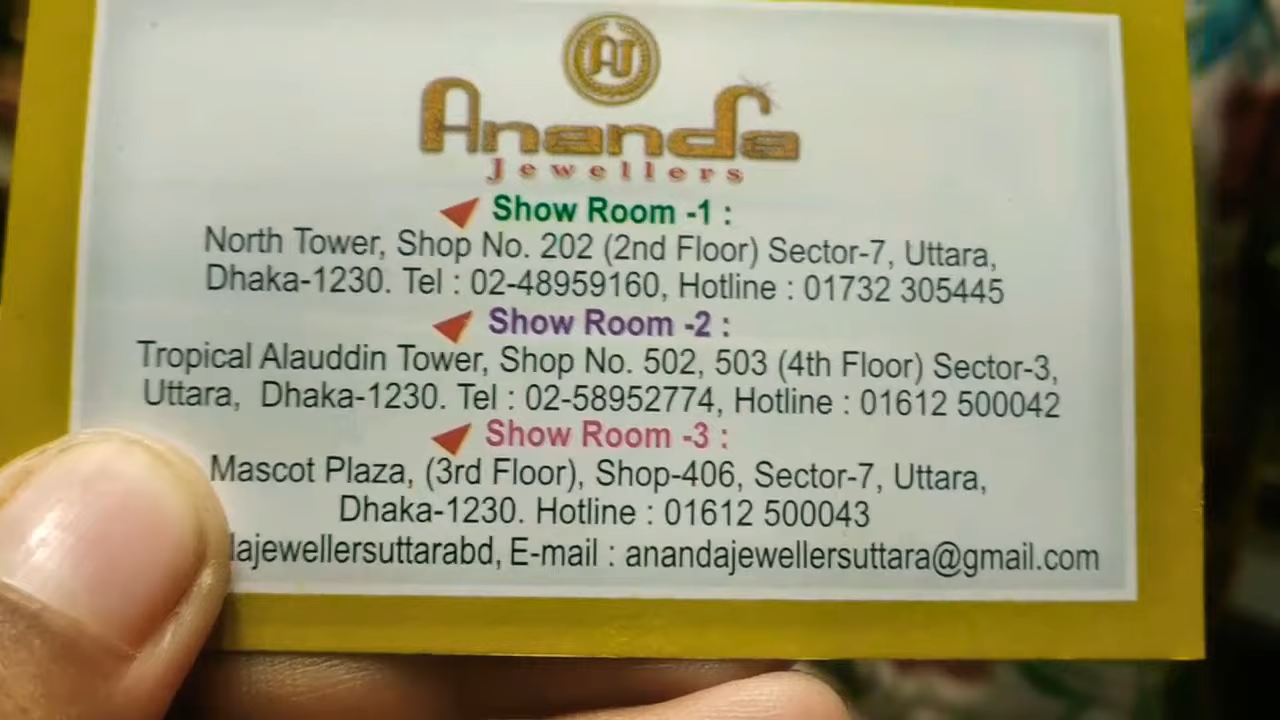 AJ
Ananda
Jewellers
Show Room -1 :
North Tower, Shop No. 202 (2nd Floor) Sector-7, Uttara,
Dhaka-1230. Tel : 02-48959160, Hotline : 01732 305445
Show Room -2 :
Tropical Alauddin Tower, Shop No. 502, 503 (4th Floor) Sector-3,
Uttara, Dhaka-1230. Tel : 02-58952774, Hotline : 01612 500042
Show Room -3 :
Mascot Plaza, (3rd Floor), Shop-406, Sector-7, Uttara,
Dhaka-1230. Hotline : 01612 500043
E-mail : anandajewellersuttara@gmail.com